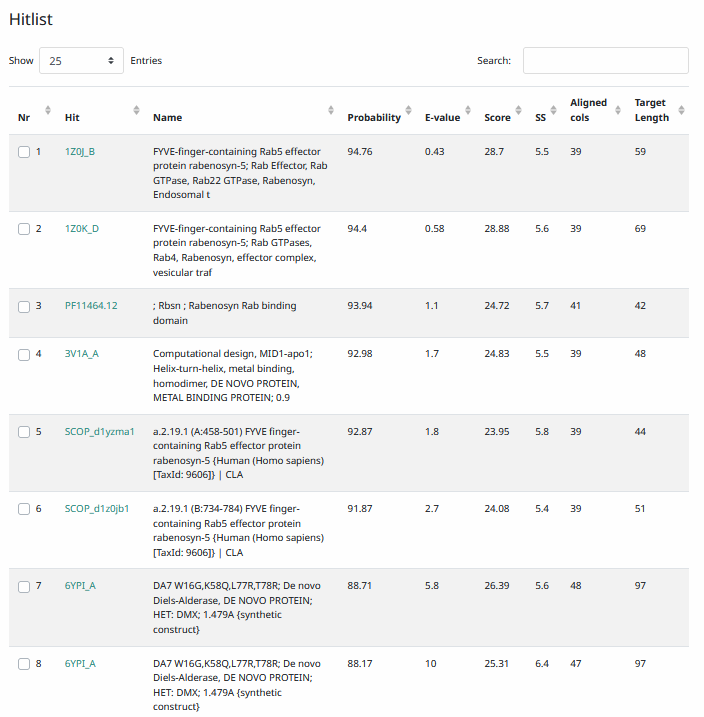 Hitlist
Show 25 Entries Search:
Nr Hit Name Probability E-value Score SS Aligned cols Target Length
1 1Z0J_B FYVE-finger-containing Rab5 effector 94.76 0.43 28.7 5.5 39 59
protein rabenosyn-5; Rab Effector, Rab
GTPase, Rab22 GTPase, Rabenosyn,
Endosomal t
2 1Z0K_D FYVE-finger-containing Rab5 effector 94.4 0.58 28.88 5.6 39 69
protein rabenosyn-5; Rab GTPases,
Rab4, Rabenosyn, effector complex,
vesicular traf
3 PF11464.12 ; Rbsn ; Rabenosyn Rab binding 93.94 1.1 24.72 5.7 41 42
domain
4 3V1A_A Computational design, MID1-apo1; 92.98 1.7 24.83 5.5 39 48
Helix-turn-helix, metal binding,
homodimer, DE NOVO PROTEIN,
METAL BINDING PROTEIN; 0.9
5 SCOP_d1yzma1 a.2.19.1 (A:458-501) FYVE finger- 92.87 1.8 23.95 5.8 39 44
containing Rab5 effector protein
rabenosyn-5 {Human (Homo sapiens)
[TaxId: 9606]} | CLA
6 SCOP_d1z0jb1 a.2.19.1 (B:734-784) FYVE finger- 91.87 2.7 24.08 5.4 39 51
containing Rab5 effector protein
rabenosyn-5 {Human (Homo sapiens)
[TaxId: 9606]} | CLA
7 6YPI_A DA7 W16G,K58Q,L77R,T78R; De novo 88.71 5.8 26.39 5.6 48 97
Diels-Alderase, DE NOVO PROTEIN;
HET: DMX; 1.479A {synthetic
construct}
8 6YPI_A DA7 W16G,K58Q,L77R,T78R; De novo 88.17 10 25.31 6.4 47 97
Diels-Alderase, DE NOVO PROTEIN;
HET: DMX; 1.479A {synthetic
construct}